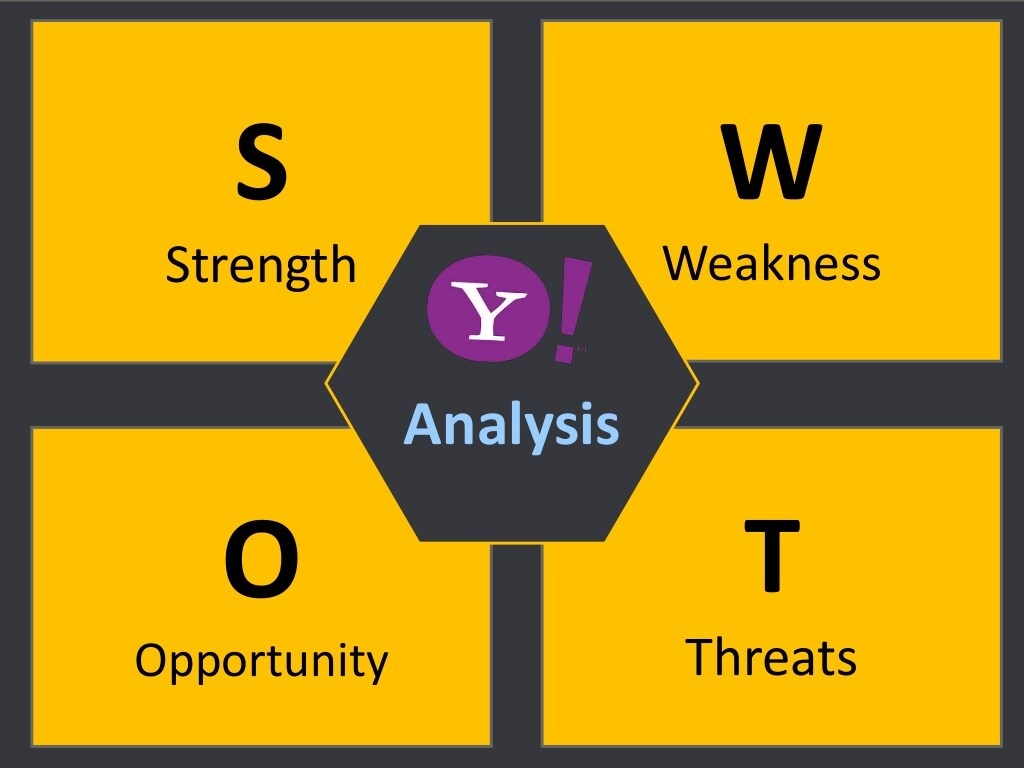 S
Strength
W
Weakness
Y!
Analysis
O
Opportunity
T
Threats